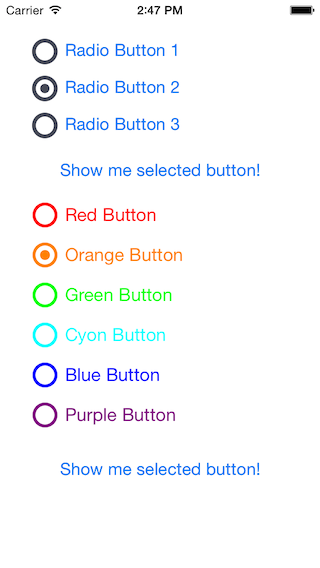 Carrier 2:47 PM
Radio Button 1
Radio Button 2
Radio Button 3
Show me selected button!
Red Button
Orange Button
Green Button
Cyon Button
Blue Button
Purple Button
Show me selected button!